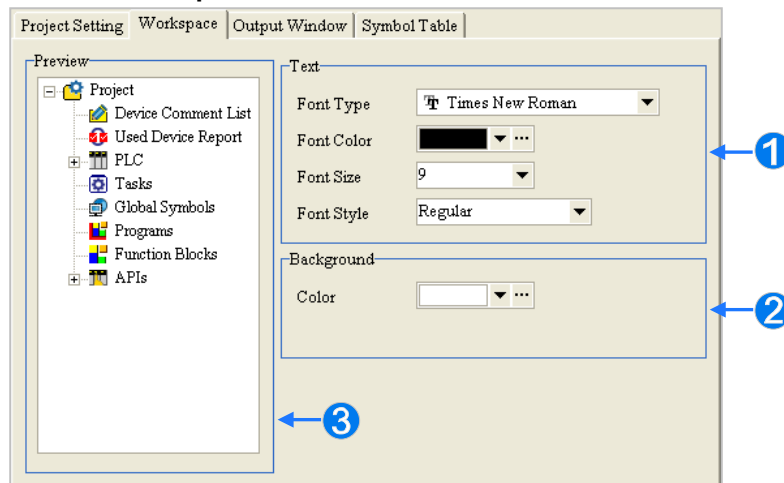 Project Setting Workspace Output Window Symbol Table
Preview
Project
Device Comment List
Used Device Report
PLC
Tasks
Global Symbols
Programs
Function Blocks
APIs
Text
Font Type Times New Roman
Font Color
Font Size 9
Font Style Regular
1
Background
Color
2
3